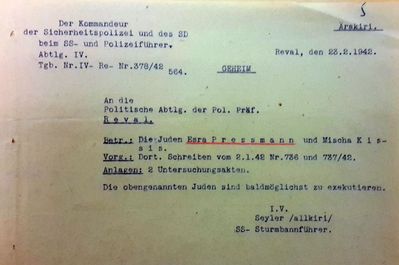 5
Der Kommandeur
Ärakiri.
der Sicherheitspolizei und des SD
beim SS- und Polizeiführer.
Reval, den 23.2.1942.
Abtlg. IV.
Tgb. Nr.IV- Re- Nr.378/42
564.
GEHEIM
An die
Politische Abtlg. der Pol. Präf.
R e v a l.
Betr.: Die Juden Esra P r e s s m a n n und Mischa K i s-
s i s.
Vorg.: Dort. Schreiben vom 2.1.42 Nr.736 und 737/42.
Anlagen: 2 Untersuchungsakten.
Die obengenannten Juden sind baldmöglichst zu exekutieren.
I.V.
Seyler /allkiri/
SS- Sturmbannführer.